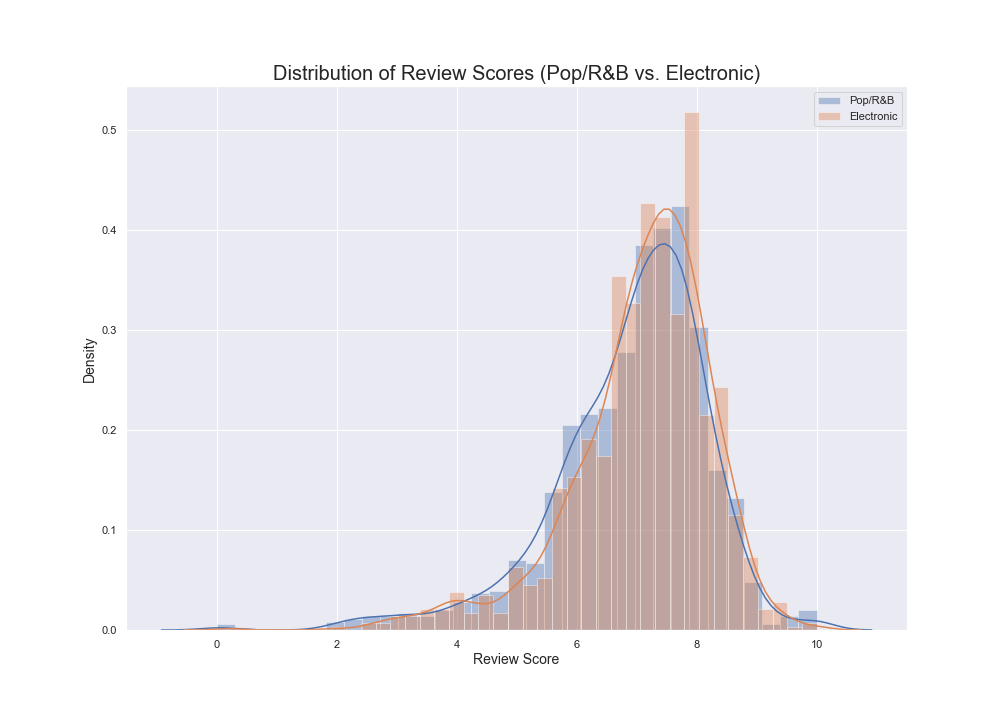 Distribution of Review Scores (Pop/R&B vs. Electronic)
Pop/R&B
Electronic
0.5
0.4
0.3
0.2
0.1
0.0
Density
0 2 4 6 8 10
Review Score